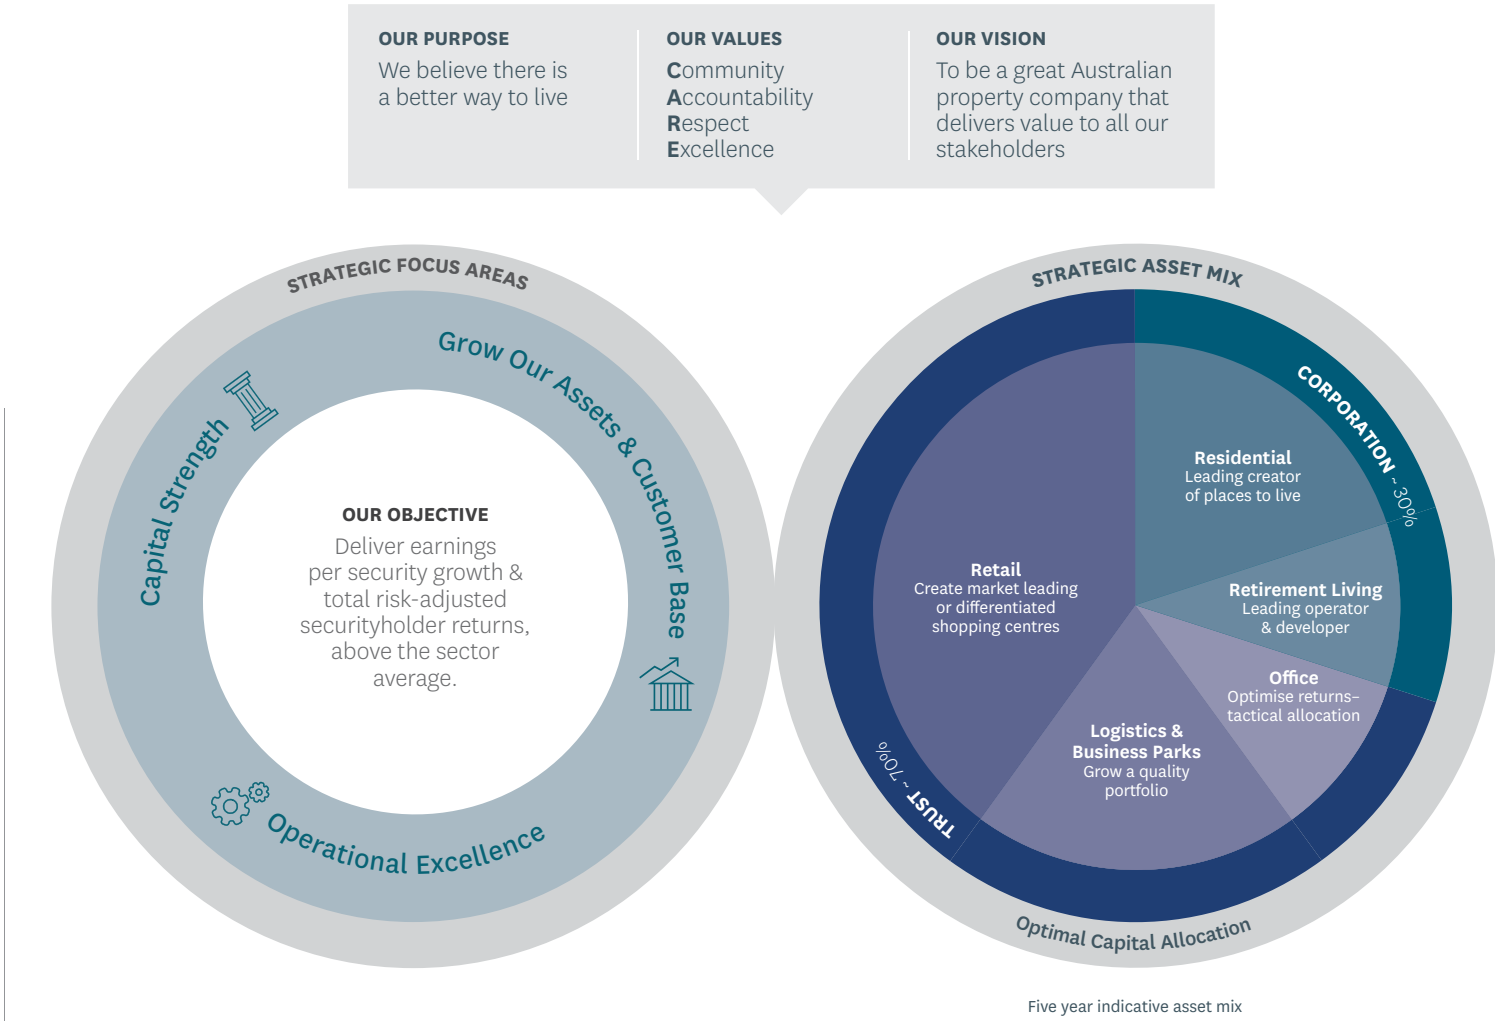 OUR PURPOSE
We believe there is
a better way to live
OUR VALUES
Community
Accountability
Respect
Excellence
OUR VISION
To be a great Australian
property company that
delivers value to all our
stakeholders
STRATEGIC FOCUS AREAS
Capital Strength
Grow Our Assets & Customer Base
Operational Excellence
OUR OBJECTIVE
Deliver earnings
per security growth &
total risk-adjusted
securityholder returns,
above the sector
average.
STRATEGIC ASSET MIX
CORPORATION ~ 30%
Residential
Leading creator
of places to live
Retirement Living
Leading operator
& developer
Office
Optimise returns–
tactical allocation
Logistics &
Business Parks
Grow a quality
portfolio
Retail
Create market leading
or differentiated
shopping centres
TRUST ~ 70%
Optimal Capital Allocation
Five year indicative asset mix